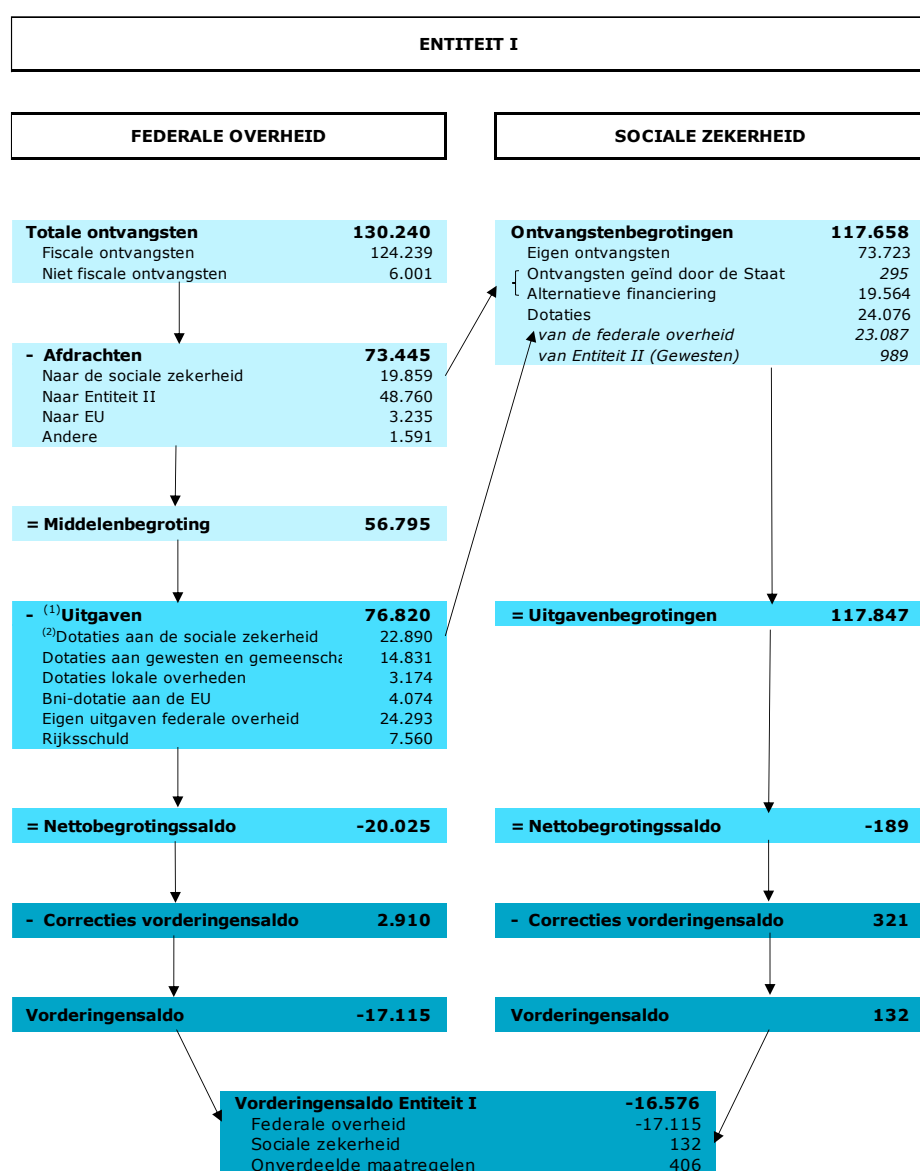 ENTITEIT I
FEDERALE OVERHEID
Totale ontvangsten 130.240
Fiscale ontvangsten 124.239
Niet fiscale ontvangsten 6.001
- Afdrachten 73.445
Naar de sociale zekerheid 19.859
Naar Entiteit II 48.760
Naar EU 3.235
Andere 1.591
= Middelenbegroting 56.795
- (1)Uitgaven 76.820
(2)Dotaties aan de sociale zekerheid 22.890
Dotaties aan gewesten en gemeenscha 14.831
Dotaties lokale overheden 3.174
Bni-dotatie aan de EU 4.074
Eigen uitgaven federale overheid 24.293
Rijksschuld 7.560
= Nettobegrotingssaldo -20.025
- Correcties vorderingensaldo 2.910
Vorderingensaldo -17.115
SOCIALE ZEKERHEID
Ontvangstenbegrotingen 117.658
Eigen ontvangsten 73.723
Ontvangsten geïnd door de Staat 295
Alternatieve financiering 19.564
Dotaties 24.076
van de federale overheid 23.087
van Entiteit II (Gewesten) 989
= Uitgavenbegrotingen 117.847
= Nettobegrotingssaldo -189
- Correcties vorderingensaldo 321
Vorderingensaldo 132
Vorderingensaldo Entiteit I -16.576
Federale overheid -17.115
Sociale zekerheid 132
Onverdeelde maatregelen 406